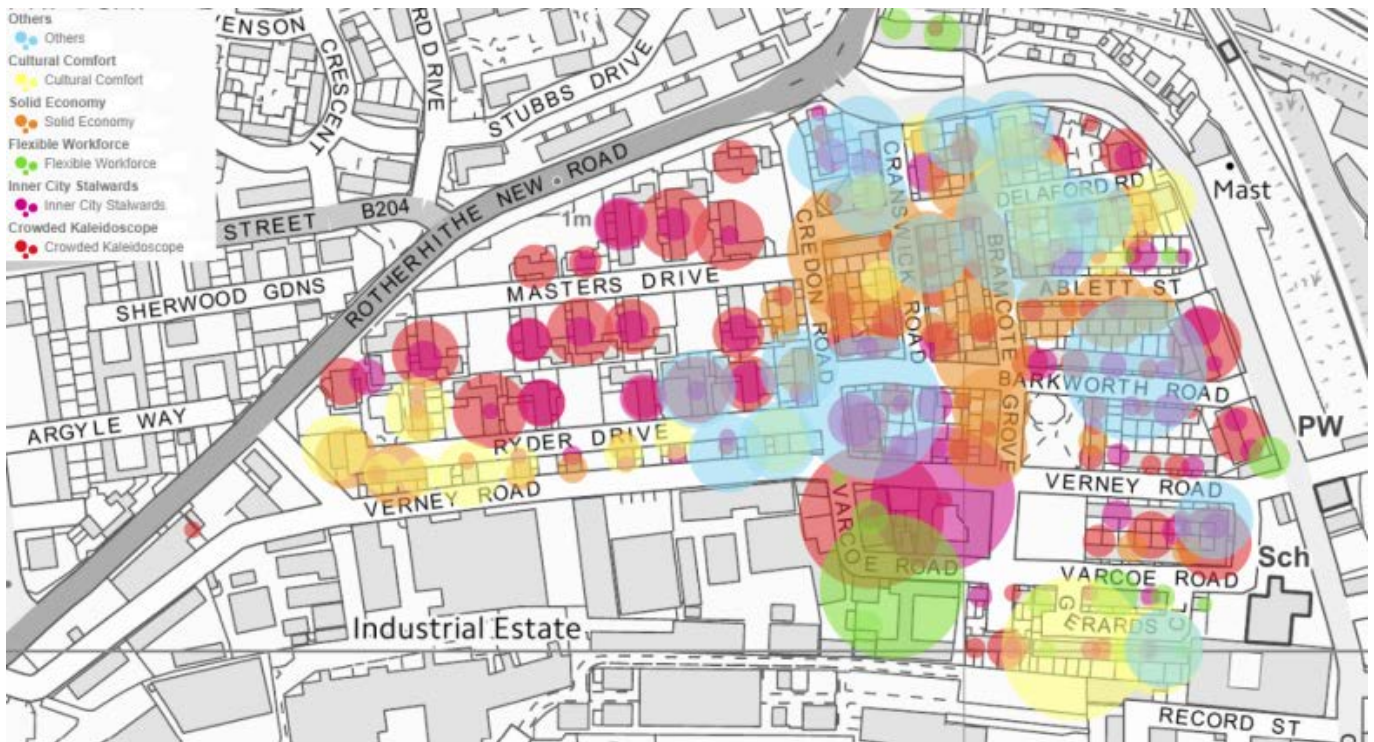 Others
Others
Cultural Comfort
Cultural Comfort
Solid Economy
Solid Economy
Flexible Workforce
Flexible Workforce
Inner City Stalwards
Inner City Stalwards
Crowded Kaleidoscope
Crowded Kaleidoscope
VENSON
CRESCENT
RD DRIVE
STUBBS DRIVE
ROTHERHITHE NEW ROAD
STREET
B204
1m
SHERWOOD GDNS
MASTERS DRIVE
ARGYLE WAY
RYDER DRIVE
VERNEY ROAD
CREDON ROAD
CRANSWICK ROAD
BRAMCOTE GROVE
DELAFORD RD
Mast
ABLETT ST
BARKWORTH ROAD
PW
VERNEY ROAD
VARCOE ROAD
VARCOE ROAD
Sch
GERARDS
CL
Industrial Estate
RECORD ST